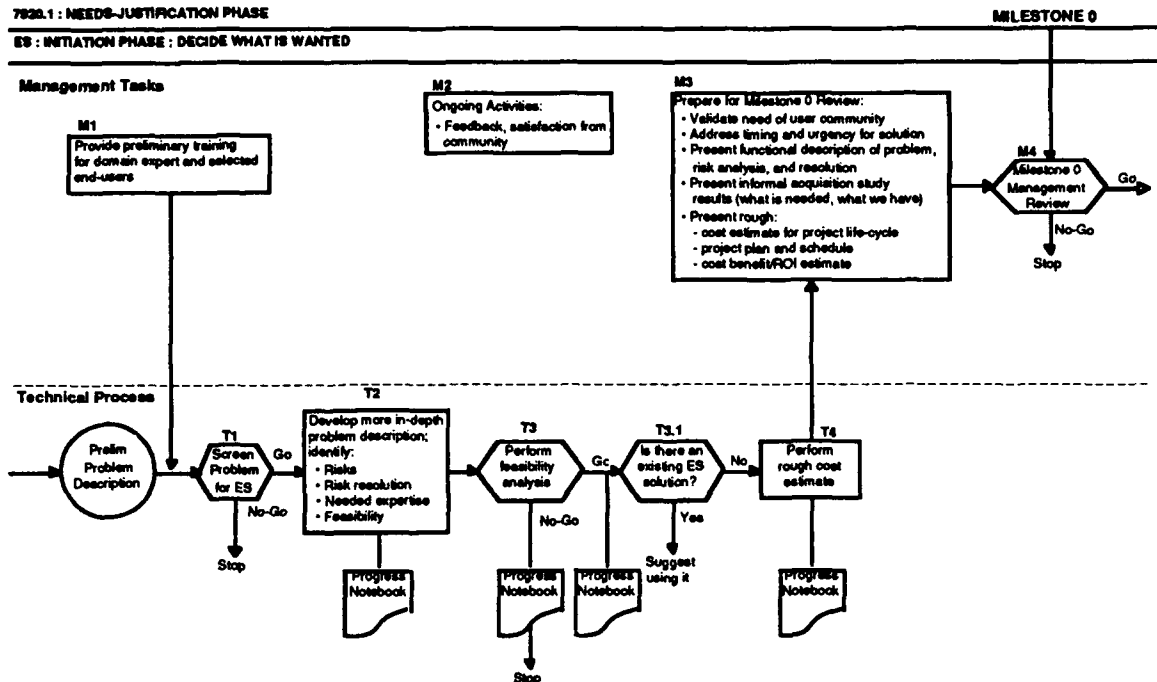 7920.1 : NEEDS-JUSTIFICATION PHASE
MILESTONE 0
ES : INITIATION PHASE : DECIDE WHAT IS WANTED
Management Tasks
M1
Provide preliminary training
for domain expert and selected
end-users
M2
Ongoing Activities:
• Feedback, satisfaction from
community
M3
Prepare for Milestone 0 Review:
• Validate need of user community
• Address timing and urgency for solution
• Present functional description of problem,
risk analysis, and resolution
• Present informal acquisition study
results (what is needed, what we have)
• Present rough:
- cost estimate for project life-cycle
- project plan and schedule
- cost benefit/ROI estimate
M4
Milestone 0
Management
Review
Go
No-Go
Stop
Technical Process
Prelim
Problem
Description
T1
Screen
Problem
for ES
Go
No-Go
Stop
T2
Develop more in-depth
problem description;
identify:
• Risks
• Risk resolution
• Needed expertise
• Feasibility
Progress
Notebook
T3
Perform
feasibility
analysis
Go
No-Go
Progress
Notebook
Stop
Progress
Notebook
T3.1
Is there an
existing ES
solution?
No
Yes
Suggest
using it
T4
Perform
rough cost
estimate
Progress
Notebook